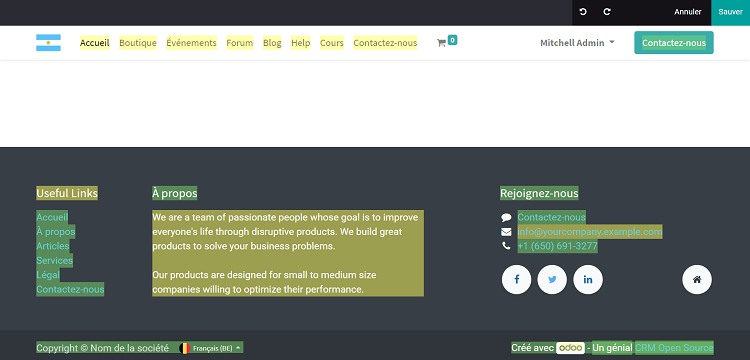 Annuler Sauver
Accueil Boutique Événements Forum Blog Help Cours Contactez-nous 0 Mitchell Admin Contactez-nous
Useful Links
Accueil
À propos
Articles
Services
Légal
Contactez-nous
À propos
We are a team of passionate people whose goal is to improve
everyone's life through disruptive products. We build great
products to solve your business problems.
Our products are designed for small to medium size
companies willing to optimize their performance.
Rejoignez-nous
Contactez-nous
info@yourcompany.example.com
+1 (650) 691-3277
Copyright © Nom de la société Français (BE) Créé avec odoo - Un génial CRM Open Source